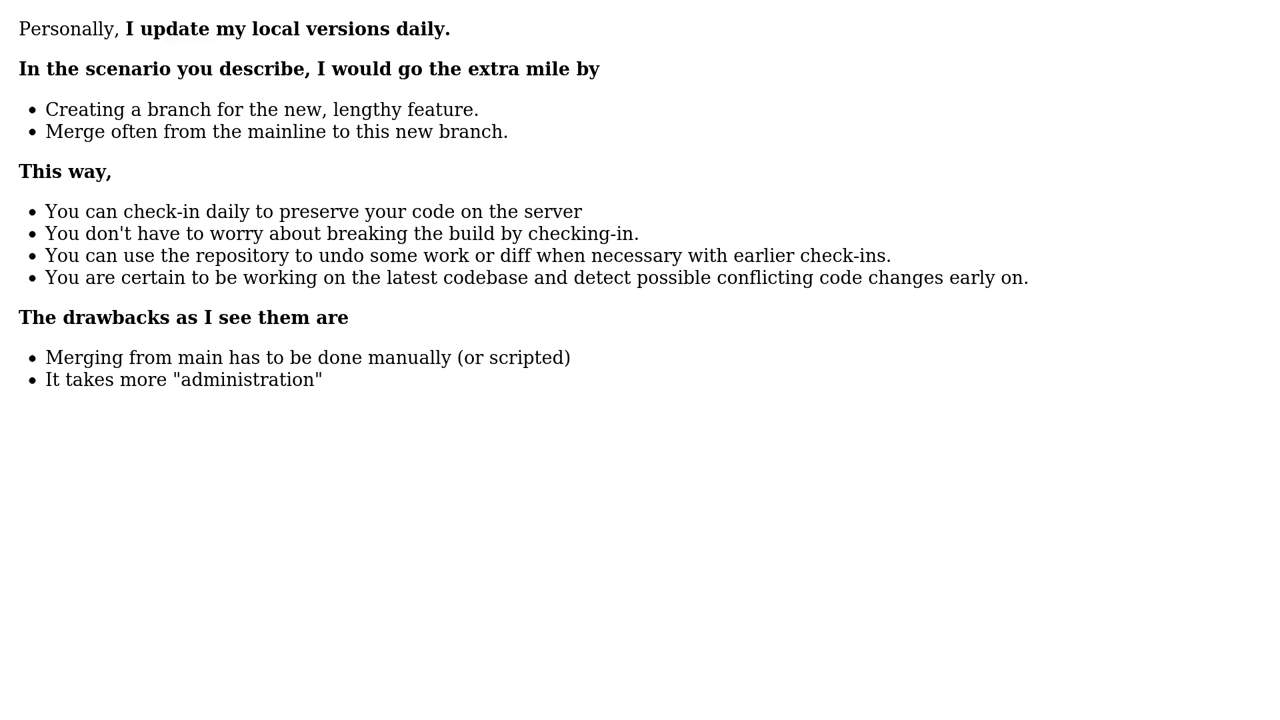 Personally, I update my local versions daily.
In the scenario you describe, I would go the extra mile by
• Creating a branch for the new, lengthy feature.
• Merge often from the mainline to this new branch.
This way,
• You can check-in daily to preserve your code on the server
• You don't have to worry about breaking the build by checking-in.
• You can use the repository to undo some work or diff when necessary with earlier check-ins.
• You are certain to be working on the latest codebase and detect possible conflicting code changes early on.
The drawbacks as I see them are
• Merging from main has to be done manually (or scripted)
• It takes more "administration"